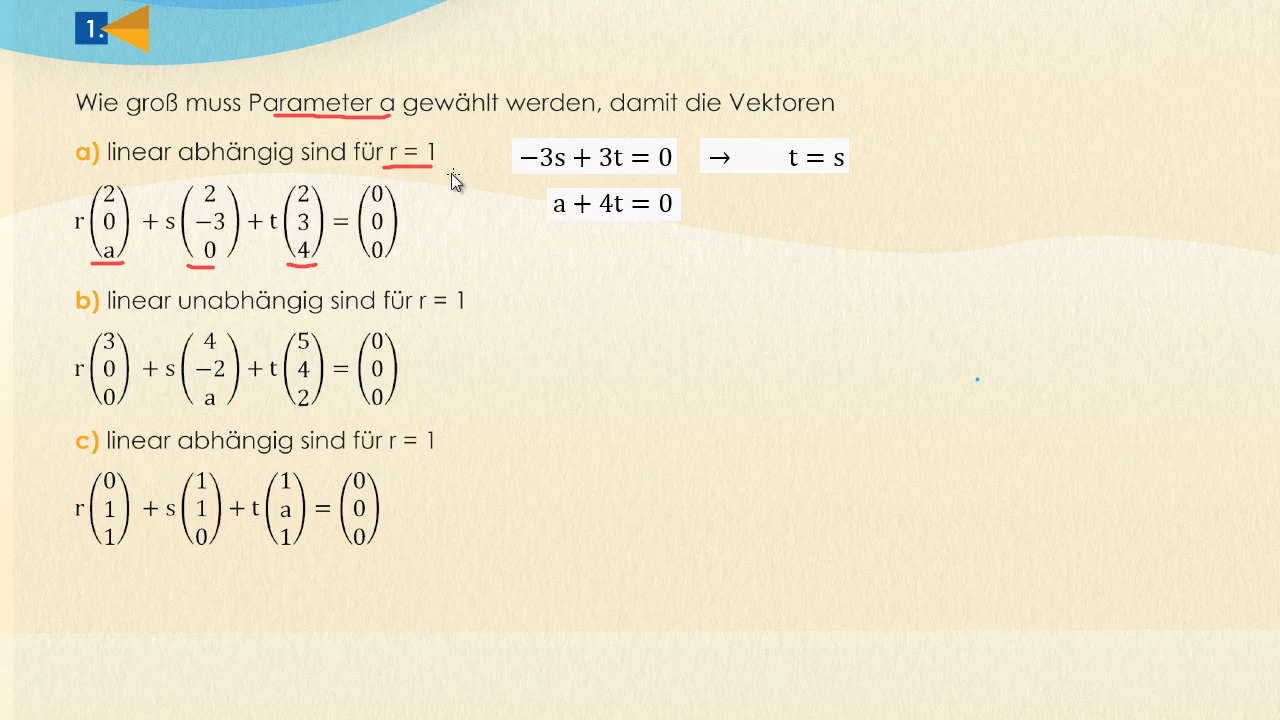 1.
Wie groß muss Parameter a gewählt werden, damit die Vektoren
a) linear abhängig sind für r = 1
−3s + 3t = 0 → t = s
a + 4t = 0
r (2 0 a) + s (2 −3 0) + t (2 3 4) = (0 0 0)
b) linear unabhängig sind für r = 1
r (3 0 0) + s (4 −2 a) + t (5 4 2) = (0 0 0)
c) linear abhängig sind für r = 1
r (0 1 1) + s (1 1 0) + t (1 a 1) = (0 0 0)